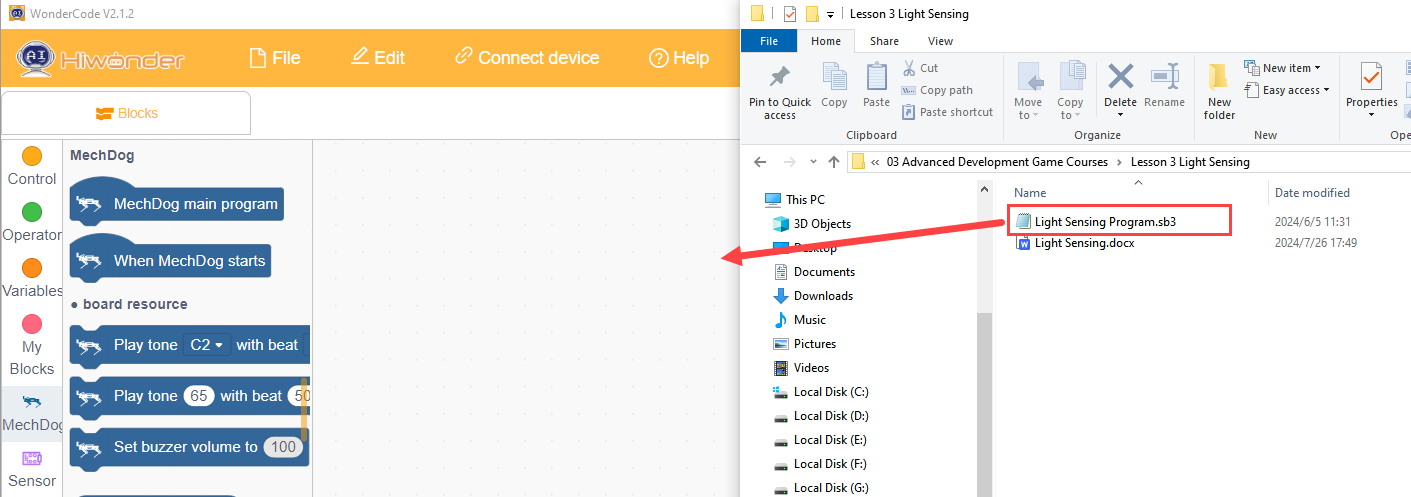 WonderCode V2.1.2
AI Hiwonder
File Edit Connect device Help
Blocks
Control
Operator
Variables
My
Blocks
MechDog
Sensor
MechDog
MechDog main program
When MechDog starts
● board resource
Play tone C2 with beat
Play tone 65 with beat 50
Set buzzer volume to 100
Lesson 3 Light Sensing
File Home Share View
Pin to Quick
access
Copy
Paste
Cut
Copy path
Paste shortcut
Clipboard
Move
to
Copy
to
Delete
Rename
Organize
New
folder
New item
Easy access
New
Properties
« 03 Advanced Development Game Courses › Lesson 3 Light Sensing
This PC
3D Objects
Desktop
Documents
Downloads
Music
Pictures
Videos
Local Disk (C:)
Local Disk (D:)
Local Disk (E:)
Local Disk (F:)
Local Disk (G:)
Name Date modified
Light Sensing Program.sb3 2024/6/5 11:31
Light Sensing.docx 2024/7/26 17:49